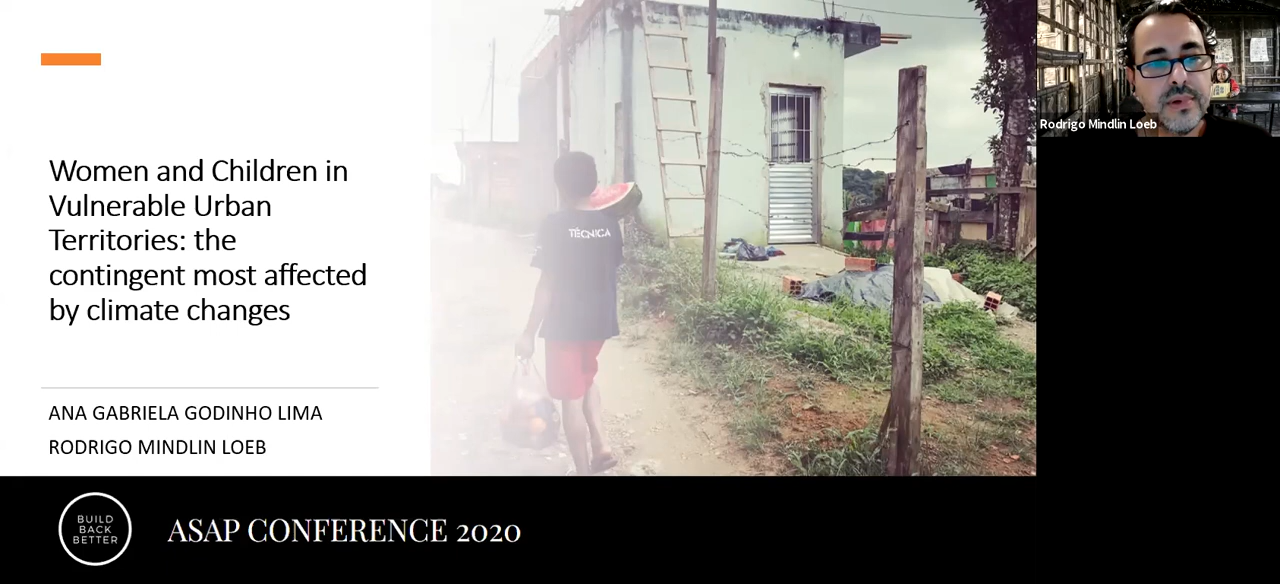 Women and Children in
Vulnerable Urban
Territories: the
contingent most affected
by climate changes
ANA GABRIELA GODINHO LIMA
RODRIGO MINDLIN LOEB
TÉCNICA
Rodrigo Mindlin Loeb
BUILD
BACK
BETTER
ASAP CONFERENCE 2020